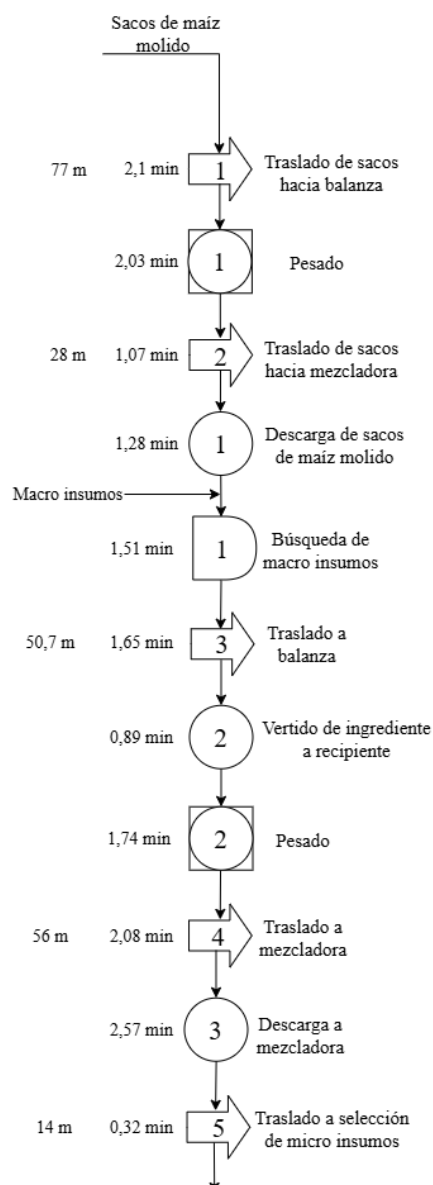 Sacos de maíz
molido
77 m 2,1 min 1 Traslado de sacos
hacia balanza
2,03 min 1 Pesado
28 m 1,07 min 2 Traslado de sacos
hacia mezcladora
1,28 min 1 Descarga de sacos
de maíz molido
Macro insumos
1,51 min 1 Búsqueda de
macro insumos
50,7 m 1,65 min 3 Traslado a
balanza
0,89 min 2 Vertido de ingrediente
a recipiente
1,74 min 2 Pesado
56 m 2,08 min 4 Traslado a
mezcladora
2,57 min 3 Descarga a
mezcladora
14 m 0,32 min 5 Traslado a selección
de micro insumos